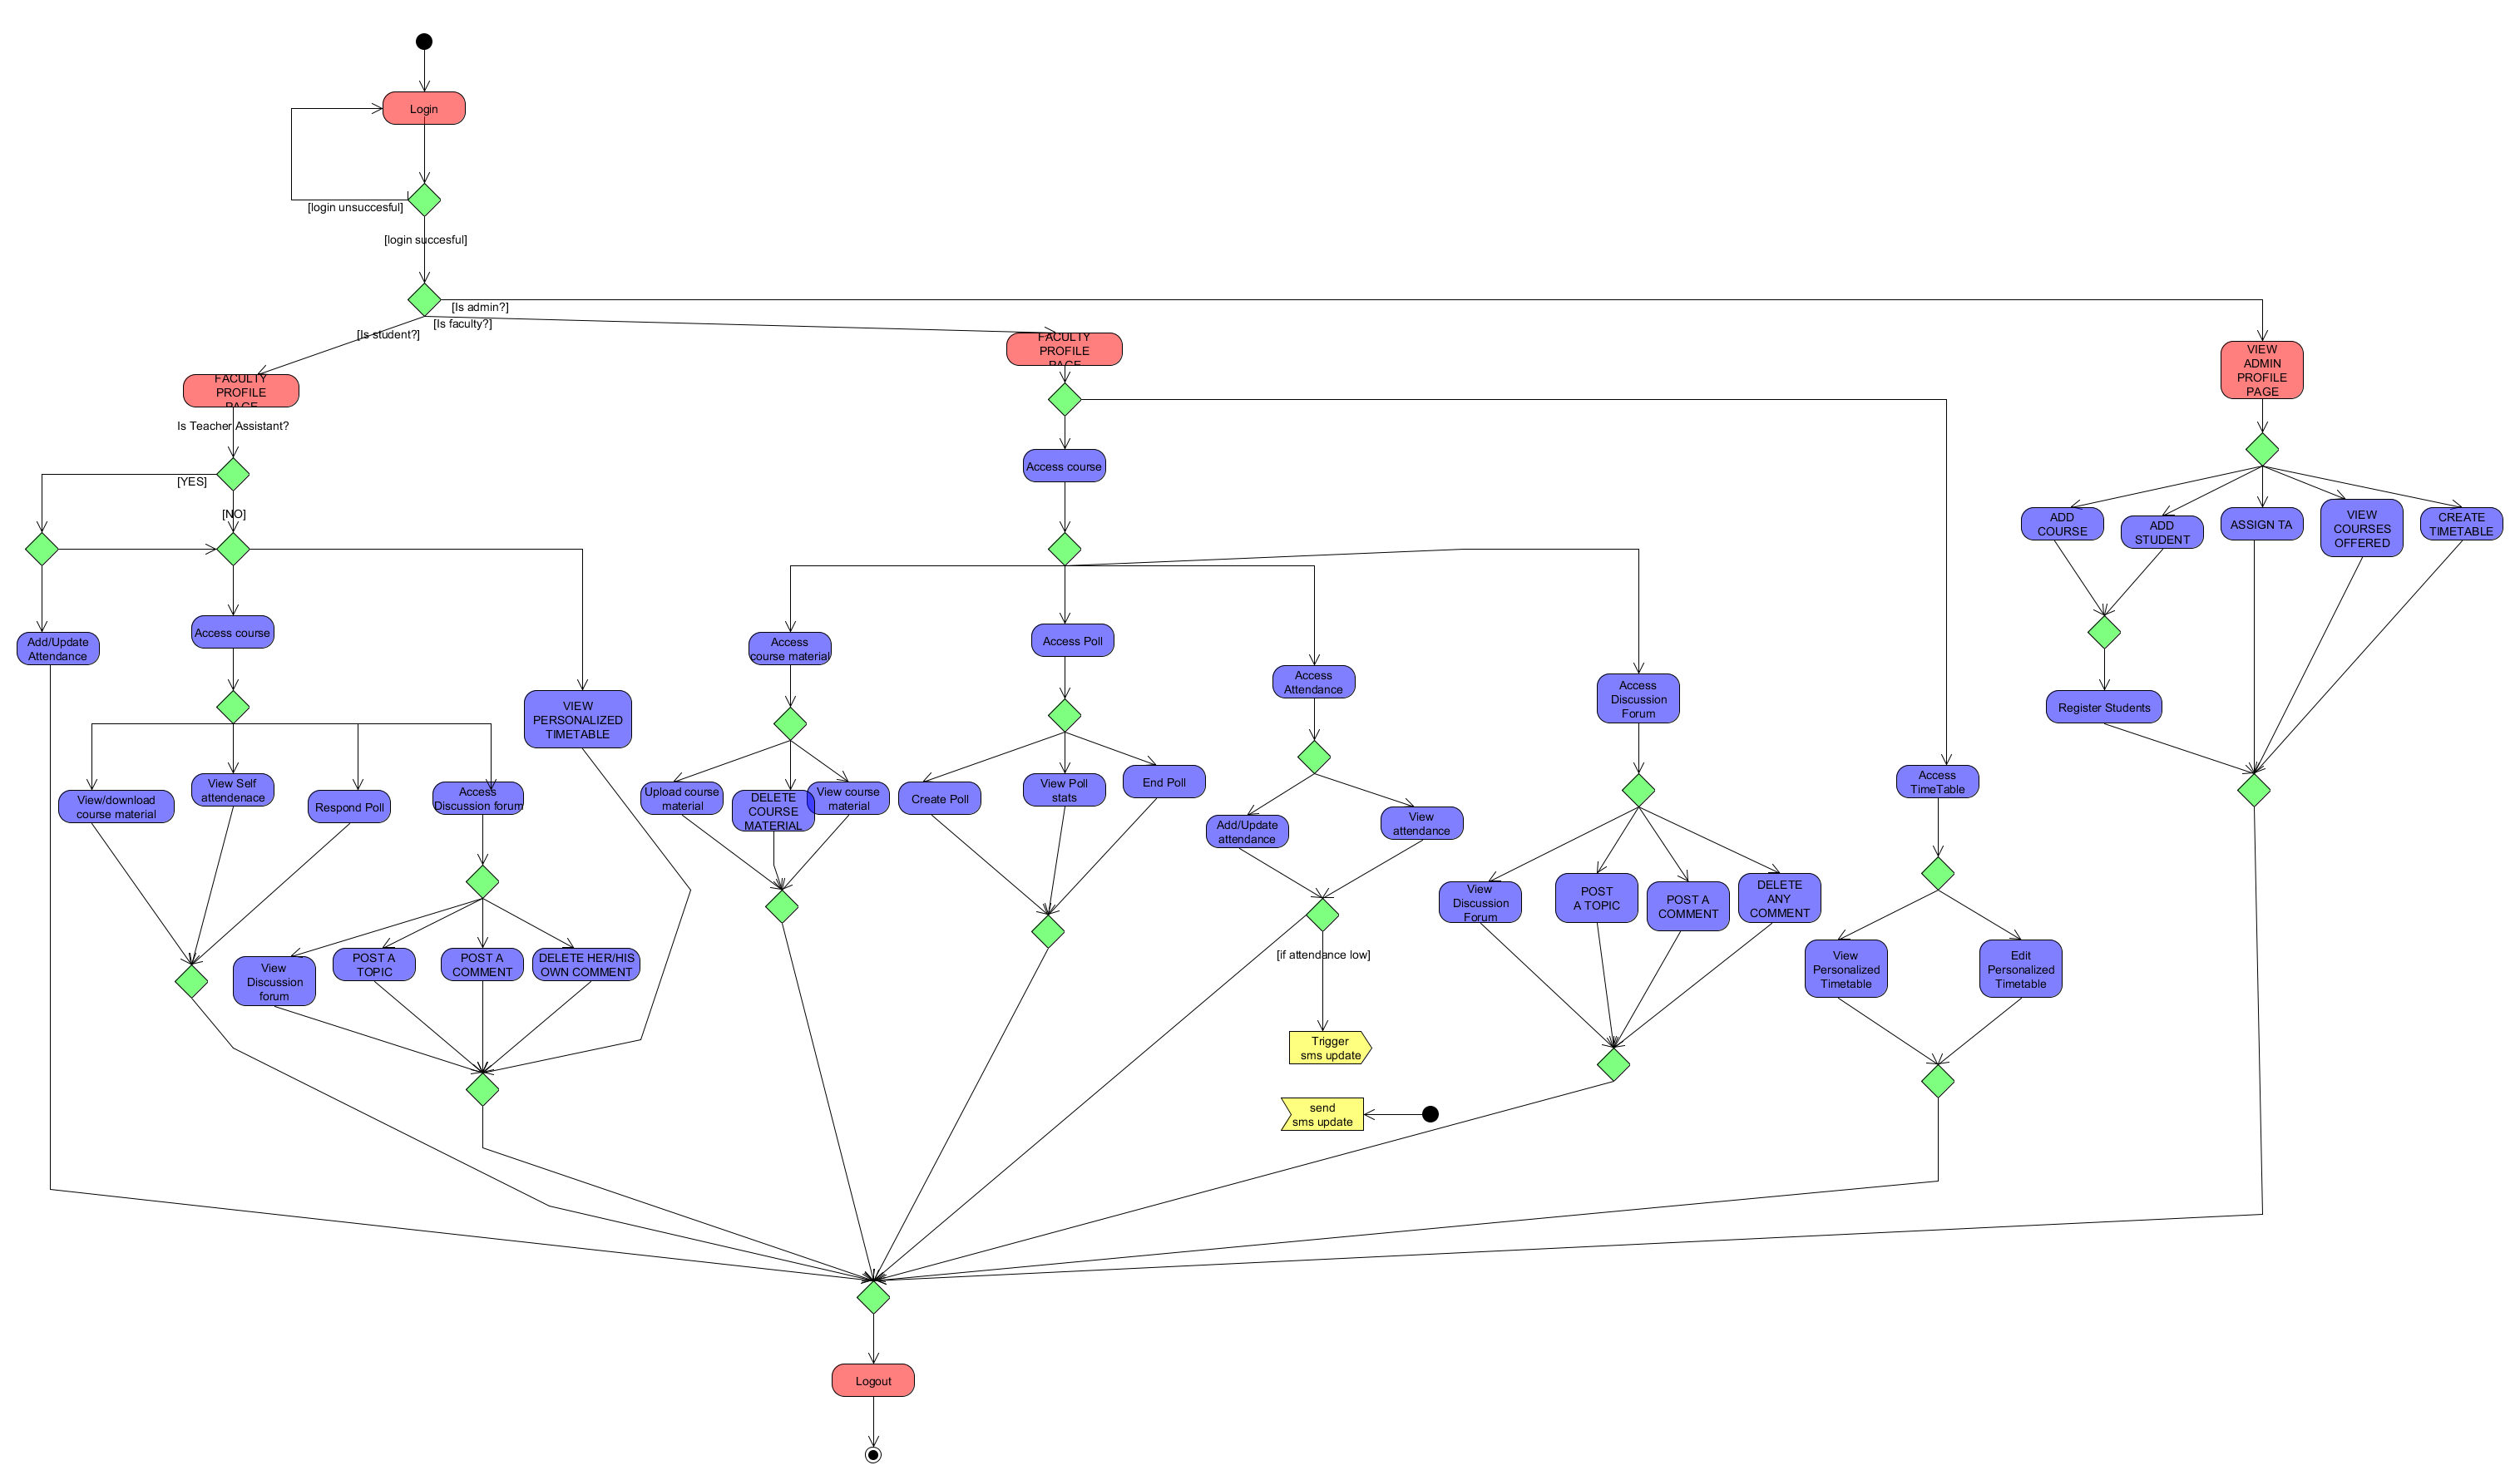 Login
[login unsuccesful]
[login succesful]
[Is admin?]
[Is faculty?]
[Is student?]
FACULTY
PROFILE
PAGE
FACULTY
PROFILE
PAGE
VIEW
ADMIN
PROFILE
PAGE
Is Teacher Assistant?
[YES]
[NO]
Access course
Access course
ADD
COURSE
ADD
STUDENT
ASSIGN TA
VIEW
COURSES
OFFERED
CREATE
TIMETABLE
Add/Update
Attendance
Access
course material
Access Poll
Access
Attendance
Access
Discussion
Forum
Register Students
VIEW
PERSONALIZED
TIMETABLE
View/download
course material
View Self
attendenace
Respond Poll
Access
Discussion forum
Upload course
material
DELETE
COURSE
MATERIAL
View course
material
Create Poll
View Poll
stats
End Poll
Add/Update
attendance
View
attendance
Access
TimeTable
View
Discussion
Forum
POST
A TOPIC
POST A
COMMENT
DELETE
ANY
COMMENT
View
Discussion
forum
POST A
TOPIC
POST A
COMMENT
DELETE HER/HIS
OWN COMMENT
[if attendance low]
View
Personalized
Timetable
Edit
Personalized
Timetable
Trigger
sms update
send
sms update
Logout